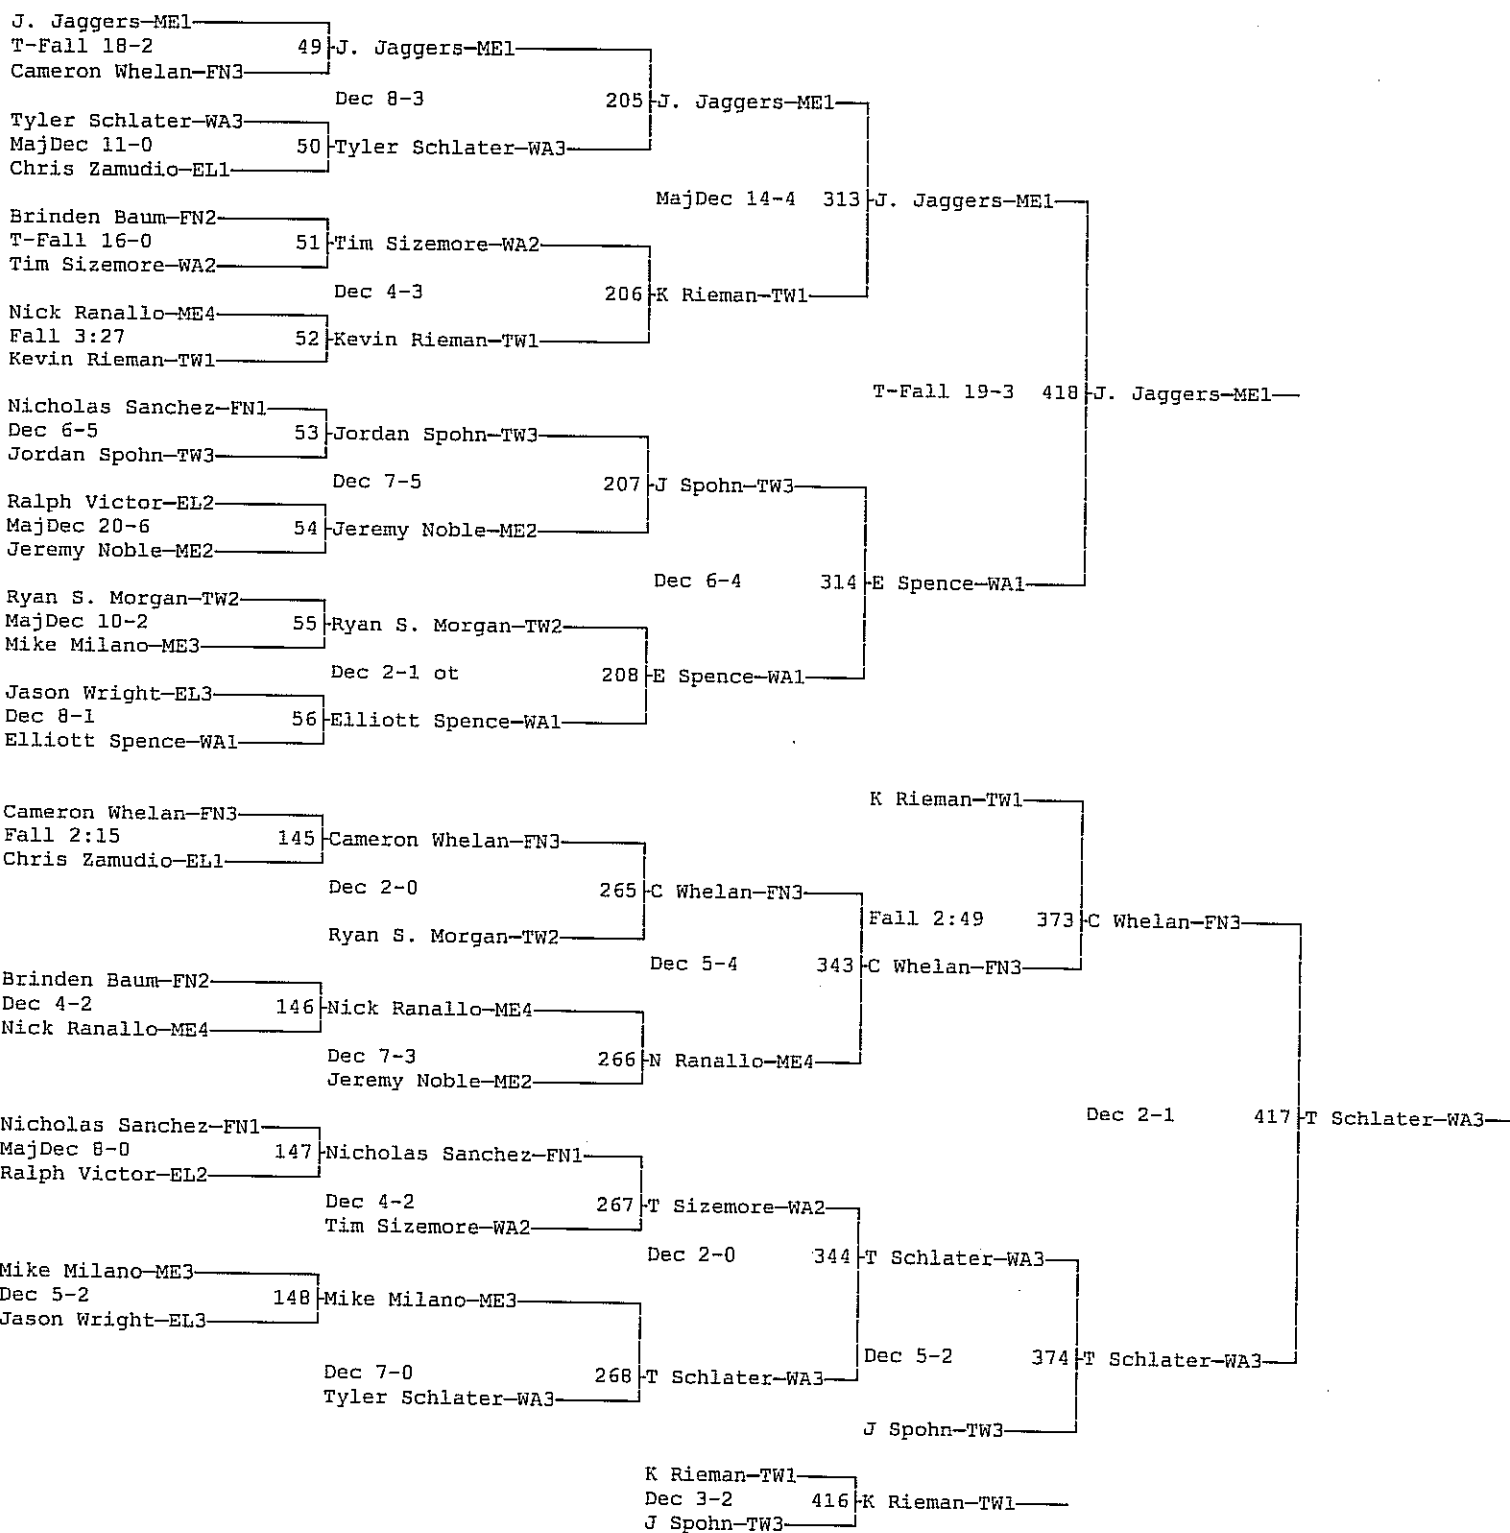 J. Jaggers—ME1
T-Fall 18-2 49 J. Jaggers—ME1
Cameron Whelan—FN3
Dec 8-3 205 J. Jaggers—ME1
Tyler Schlater—WA3
MajDec 11-0 50 Tyler Schlater—WA3
Chris Zamudio—EL1
MajDec 14-4 313 J. Jaggers—ME1
Brinden Baum—FN2
T-Fall 16-0 51 Tim Sizemore—WA2
Tim Sizemore—WA2
Dec 4-3 206 K Rieman—TW1
Nick Ranallo—ME4
Fall 3:27 52 Kevin Rieman—TW1
Kevin Rieman—TW1
T-Fall 19-3 418 J. Jaggers—ME1
Nicholas Sanchez—FN1
Dec 6-5 53 Jordan Spohn—TW3
Jordan Spohn—TW3
Dec 7-5 207 J Spohn—TW3
Ralph Victor—EL2
MajDec 20-6 54 Jeremy Noble—ME2
Jeremy Noble—ME2
Dec 6-4 314 E Spence—WA1
Ryan S. Morgan—TW2
MajDec 10-2 55 Ryan S. Morgan—TW2
Mike Milano—ME3
Dec 2-1 ot 208 E Spence—WA1
Jason Wright—EL3
Dec 8-1 56 Elliott Spence—WA1
Elliott Spence—WA1
K Rieman—TW1
Cameron Whelan—FN3
Fall 2:15 145 Cameron Whelan—FN3
Chris Zamudio—EL1
Dec 2-0 265 C Whelan—FN3
Fall 2:49 373 C Whelan—FN3
Ryan S. Morgan—TW2
Dec 5-4 343 C Whelan—FN3
Brinden Baum—FN2
Dec 4-2 146 Nick Ranallo—ME4
Nick Ranallo—ME4
Dec 7-3 266 N Ranallo—ME4
Jeremy Noble—ME2
Dec 2-1 417 T Schlater—WA3
Nicholas Sanchez—FN1
MajDec 8-0 147 Nicholas Sanchez—FN1
Ralph Victor—EL2
Dec 4-2 267 T Sizemore—WA2
Tim Sizemore—WA2
Dec 2-0 344 T Schlater—WA3
Mike Milano—ME3
Dec 5-2 148 Mike Milano—ME3
Jason Wright—EL3
Dec 5-2 374 T Schlater—WA3
Dec 7-0 268 T Schlater—WA3
Tyler Schlater—WA3
J Spohn—TW3
K Rieman—TW1
Dec 3-2 416 K Rieman—TW1
J Spohn—TW3